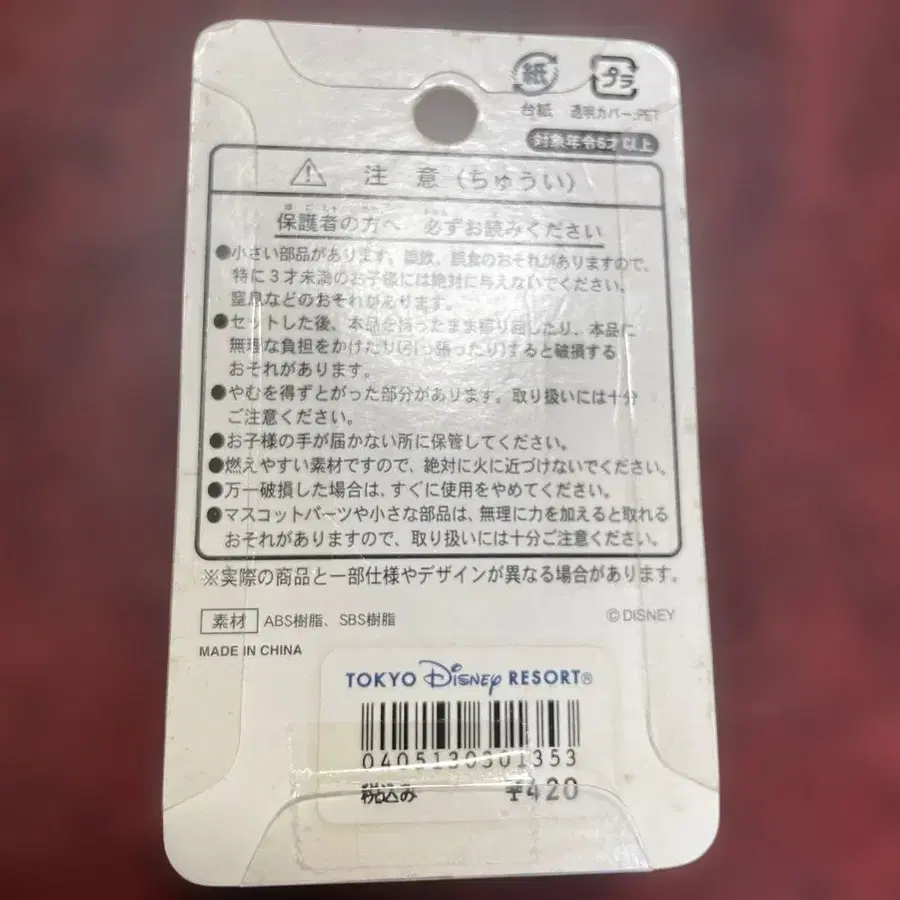 紙
プラ
台紙 透明カバー:PET
対象年令6才以上
注 意 (ちゅうい)
保護者の方へ 必ずお読みください
●小さい部品があります。誤飲、誤食のおそれがありますので、
特に3才未満のお子様には絶対に与えないでください。
窒息などのおそれがあります。
●セットした後、本品を持ったまま振り回したり、本品に
無理な負担をかけたり(引っ張ったり)すると破損する
おそれがあります。
●やむを得ずとがった部分があります。取り扱いには十分
ご注意ください。
●お子様の手が届かない所に保管してください。
●燃えやすい素材ですので、絶対に火に近づけないでください。
●万一破損した場合は、すぐに使用をやめてください。
●マスコットパーツや小さな部品は、無理に力を加えると取れる
おそれがありますので、取り扱いには十分ご注意ください。
※実際の商品と一部仕様やデザインが異なる場合があります。
素材 ABS樹脂、SBS樹脂
©DISNEY
MADE IN CHINA
TOKYO Disney RESORT®
0405130301353
税込み ¥420